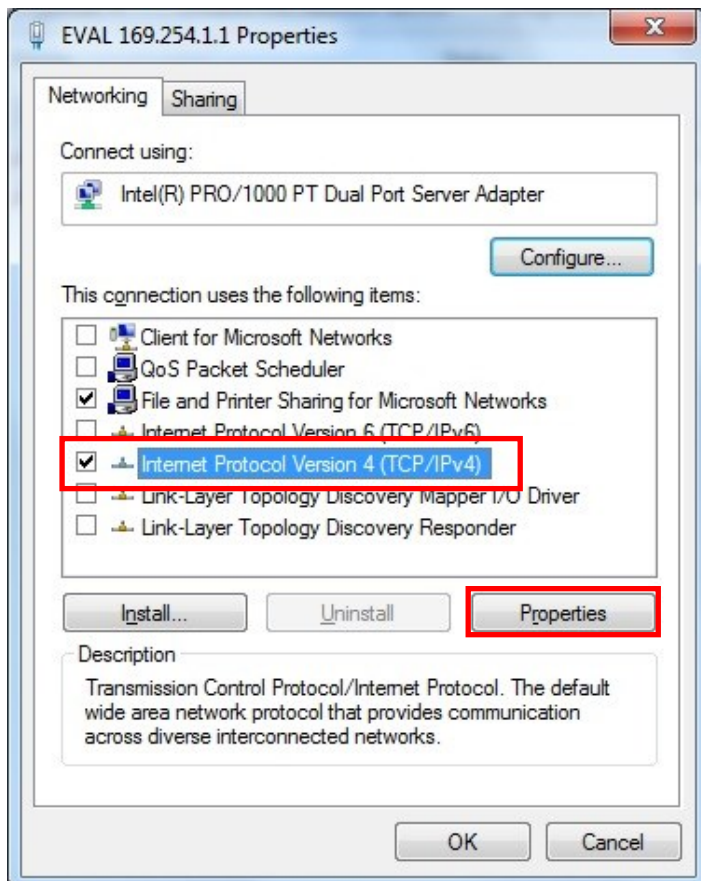 EVAL 169.254.1.1 Properties
Networking
Sharing
Connect using:
Intel(R) PRO/1000 PT Dual Port Server Adapter
Configure...
This connection uses the following items:
Client for Microsoft Networks
QoS Packet Scheduler
File and Printer Sharing for Microsoft Networks
Internet Protocol Version 6 (TCP/IPv6)
Internet Protocol Version 4 (TCP/IPv4)
Link-Layer Topology Discovery Mapper I/O Driver
Link-Layer Topology Discovery Responder
Install...
Uninstall
Properties
Description
Transmission Control Protocol/Internet Protocol. The default
wide area network protocol that provides communication
across diverse interconnected networks.
OK
Cancel